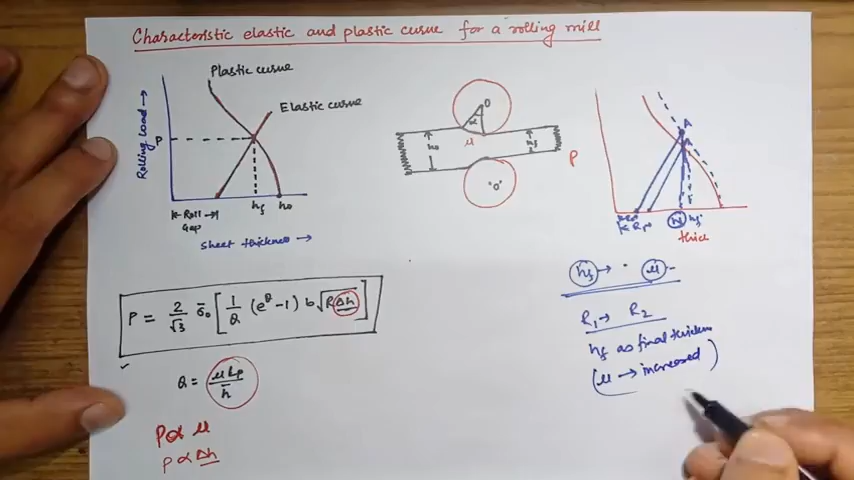 Characteristic elastic and plastic curve for a rolling mill
Plastic curve
Elastic curve
Rolling Load →
P
Roll
Gap
hf
ho
sheet thickness →
O
α
μ
ho
hf
"O"
P
A
hf
thick
hf → · μ -
R1 → R2
hf as final thickness
(μ → increased)
P = 2/√3 σ̄o [ 1/Q (e^Q - 1) b √RΔh ]
Q = μLp/h̄
P ∝ μ
P ∝ Δh